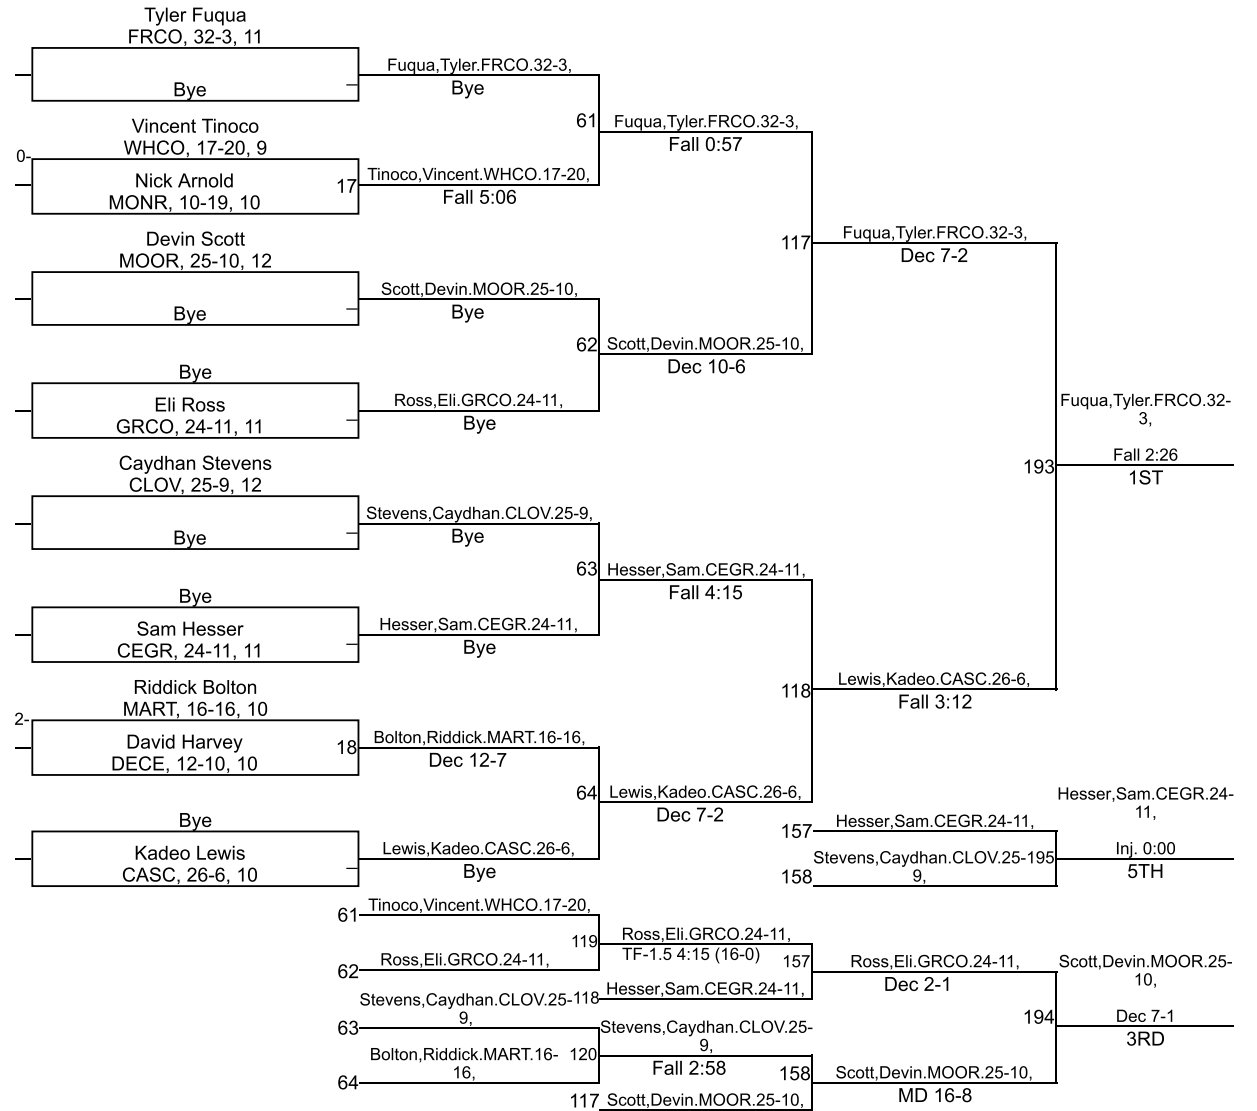 Tyler Fuqua
FRCO, 32-3, 11
Bye
Fuqua,Tyler.FRCO.32-3,
Bye
Vincent Tinoco
WHCO, 17-20, 9
0-
Nick Arnold
MONR, 10-19, 10
17
Tinoco,Vincent.WHCO.17-20,
Fall 5:06
61
Fuqua,Tyler.FRCO.32-3,
Fall 0:57
Devin Scott
MOOR, 25-10, 12
Bye
Scott,Devin.MOOR.25-10,
Bye
62
Scott,Devin.MOOR.25-10,
Dec 10-6
Bye
Eli Ross
GRCO, 24-11, 11
Ross,Eli.GRCO.24-11,
Bye
117
Fuqua,Tyler.FRCO.32-3,
Dec 7-2
Caydhan Stevens
CLOV, 25-9, 12
Bye
Stevens,Caydhan.CLOV.25-9,
Bye
63
Hesser,Sam.CEGR.24-11,
Fall 4:15
Bye
Sam Hesser
CEGR, 24-11, 11
Hesser,Sam.CEGR.24-11,
Bye
193
Fuqua,Tyler.FRCO.32-
3,
Fall 2:26
1ST
Riddick Bolton
MART, 16-16, 10
2-
David Harvey
DECE, 12-10, 10
18
Bolton,Riddick.MART.16-16,
Dec 12-7
118
Lewis,Kadeo.CASC.26-6,
Fall 3:12
64
Lewis,Kadeo.CASC.26-6,
Dec 7-2
Bye
Kadeo Lewis
CASC, 26-6, 10
Lewis,Kadeo.CASC.26-6,
Bye
157
Hesser,Sam.CEGR.24-11,
158
Stevens,Caydhan.CLOV.25-
9,
195
Hesser,Sam.CEGR.24-
11,
Inj. 0:00
5TH
61
Tinoco,Vincent.WHCO.17-20,
62
Ross,Eli.GRCO.24-11,
119
Ross,Eli.GRCO.24-11,
TF-1.5 4:15 (16-0)
118
Hesser,Sam.CEGR.24-11,
157
Ross,Eli.GRCO.24-11,
Dec 2-1
63
Stevens,Caydhan.CLOV.25-
9,
64
Bolton,Riddick.MART.16-
16,
120
Stevens,Caydhan.CLOV.25-
9,
Fall 2:58
117
Scott,Devin.MOOR.25-10,
158
Scott,Devin.MOOR.25-10,
MD 16-8
194
Scott,Devin.MOOR.25-
10,
Dec 7-1
3RD